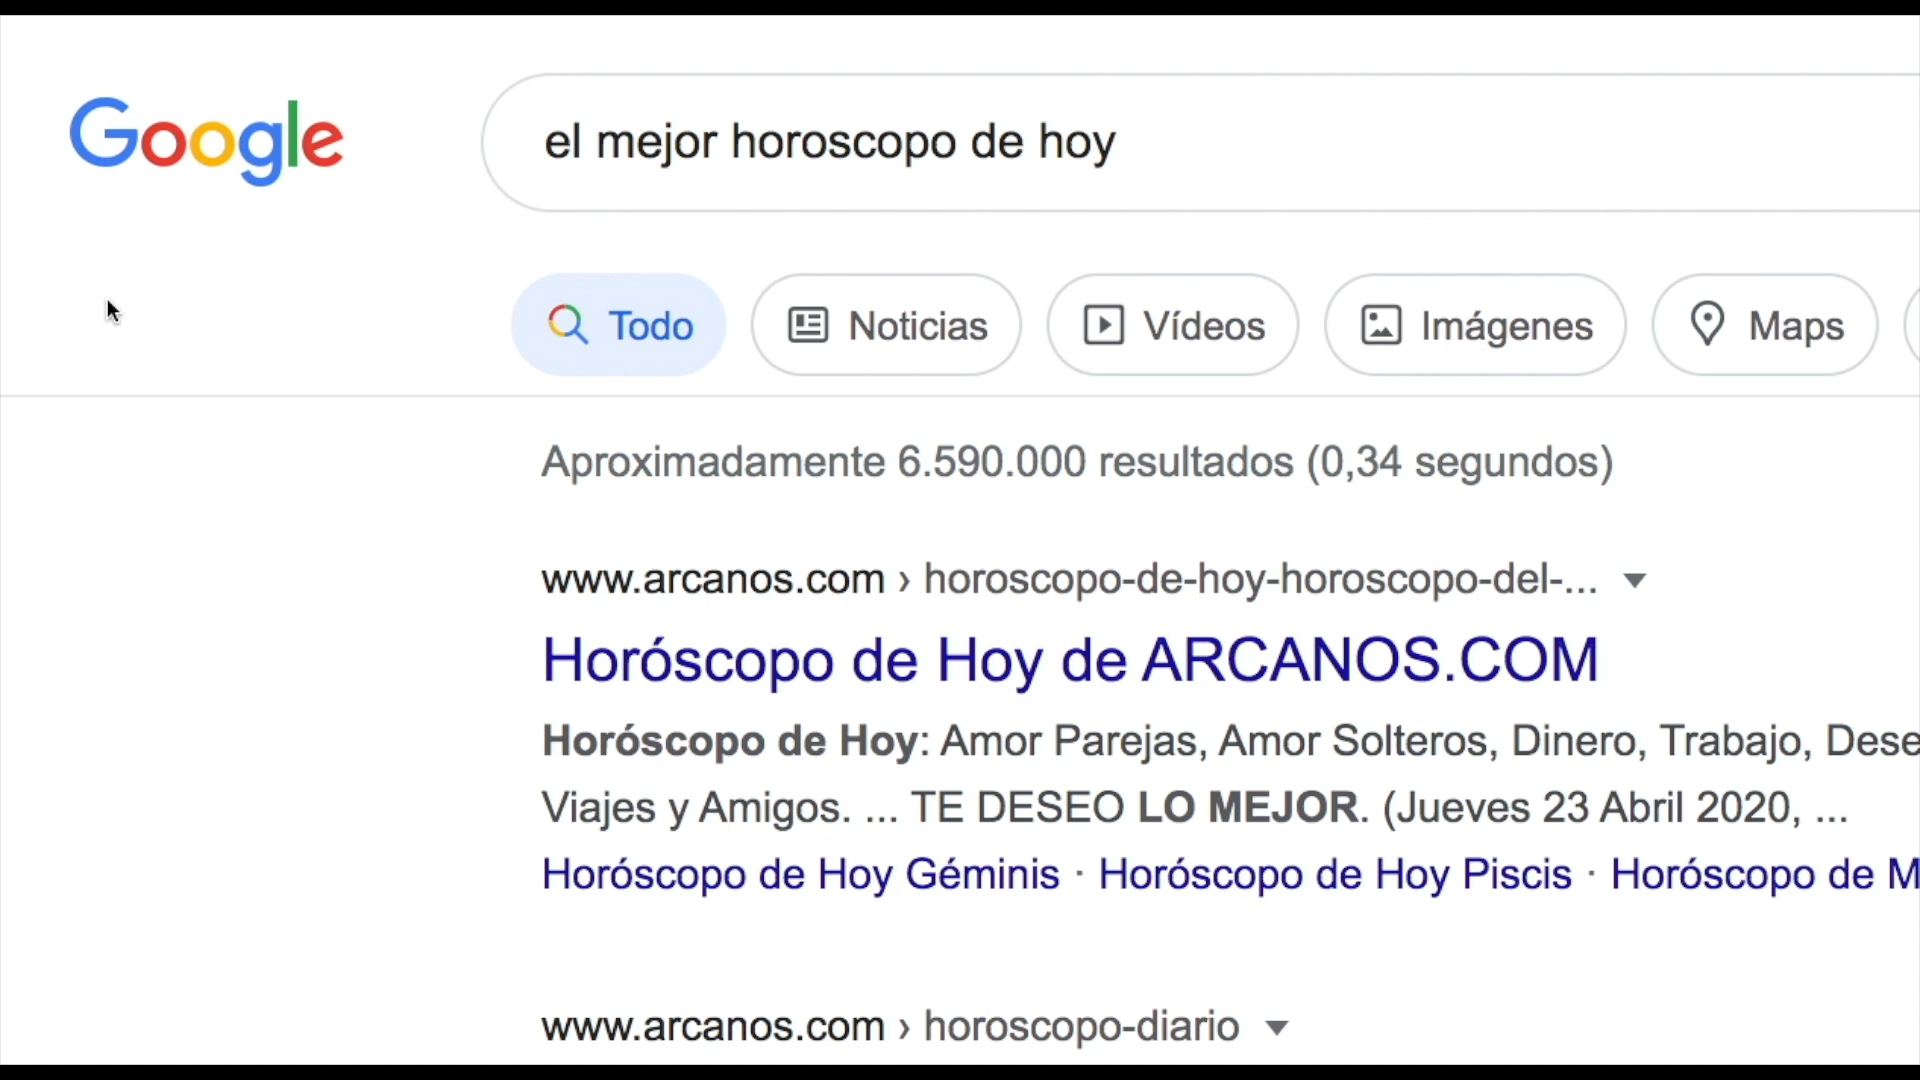 Google
el mejor horoscopo de hoy
Todo Noticias Vídeos Imágenes Maps
Aproximadamente 6.590.000 resultados (0,34 segundos)
www.arcanos.com › horoscopo-de-hoy-horoscopo-del-...
Horóscopo de Hoy de ARCANOS.COM
Horóscopo de Hoy: Amor Parejas, Amor Solteros, Dinero, Trabajo, Dese
Viajes y Amigos. ... TE DESEO LO MEJOR. (Jueves 23 Abril 2020, ...
Horóscopo de Hoy Géminis · Horóscopo de Hoy Piscis · Horóscopo de M
www.arcanos.com › horoscopo-diario